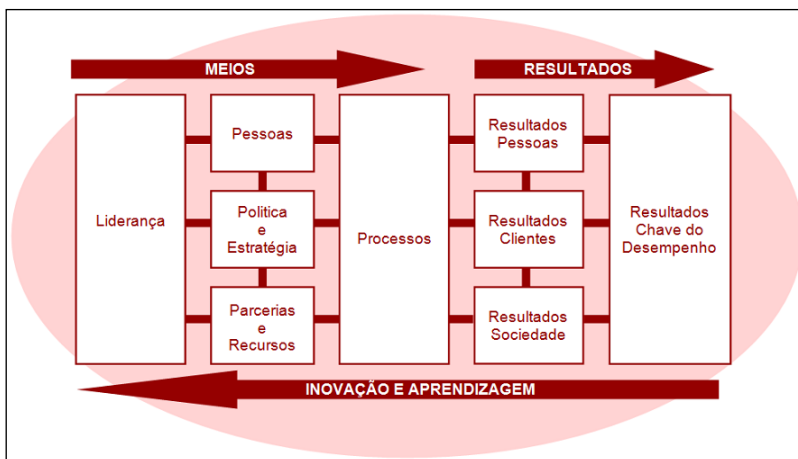 MEIOS
RESULTADOS
Liderança
Pessoas
Politica
e
Estratégia
Parcerias
e
Recursos
Processos
Resultados
Pessoas
Resultados
Clientes
Resultados
Sociedade
Resultados
Chave do
Desempenho
INOVAÇÃO E APRENDIZAGEM